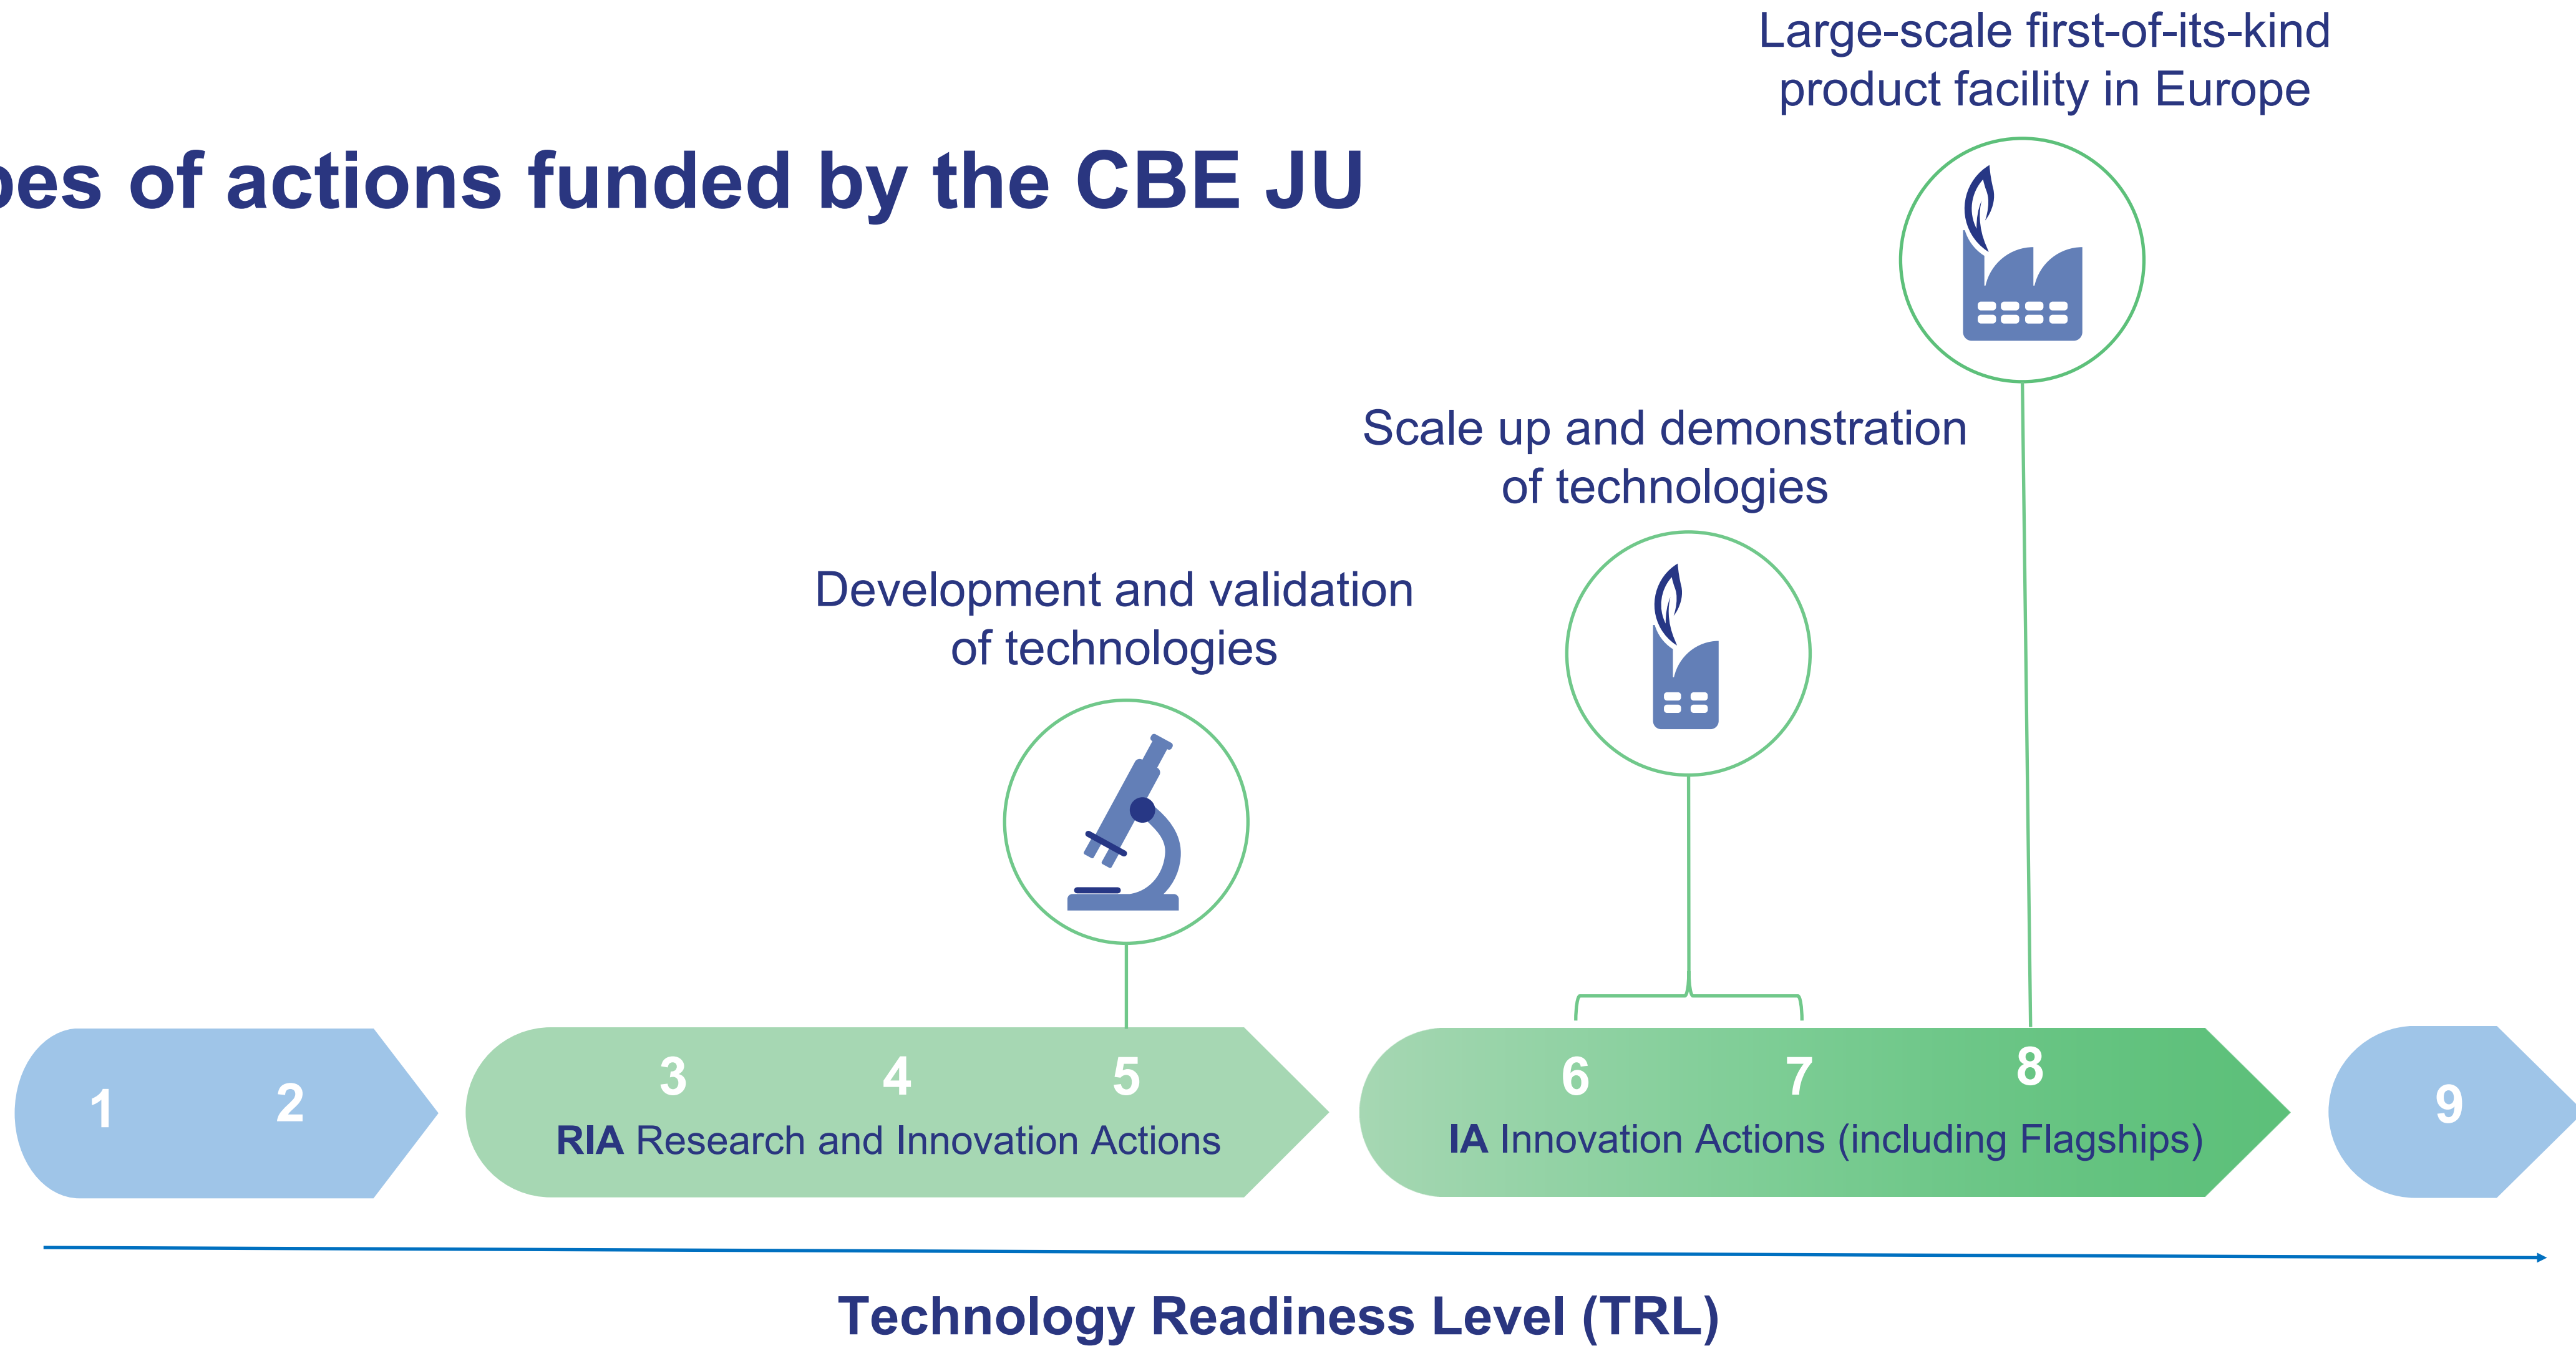 Large-scale first-of-its-kind
product facility in Europe
of actions funded by the CBE JU
Scale up and demonstration
of technologies
Development and validation
of technologies
1
2
3
4
5
RIA Research and Innovation Actions
6
7
8
IA Innovation Actions (including Flagships)
9
Technology Readiness Level (TRL)